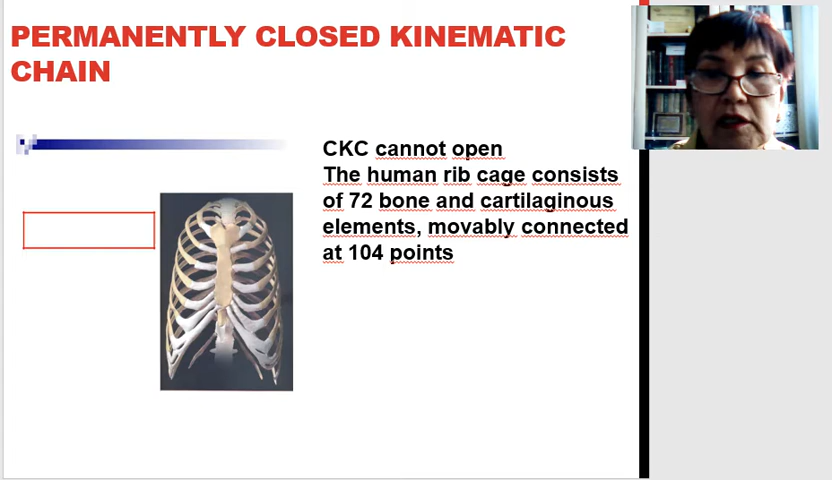 PERMANENTLY CLOSED KINEMATIC
CHAIN
CKC cannot open
The human rib cage consists
of 72 bone and cartilaginous
elements, movably connected
at 104 points